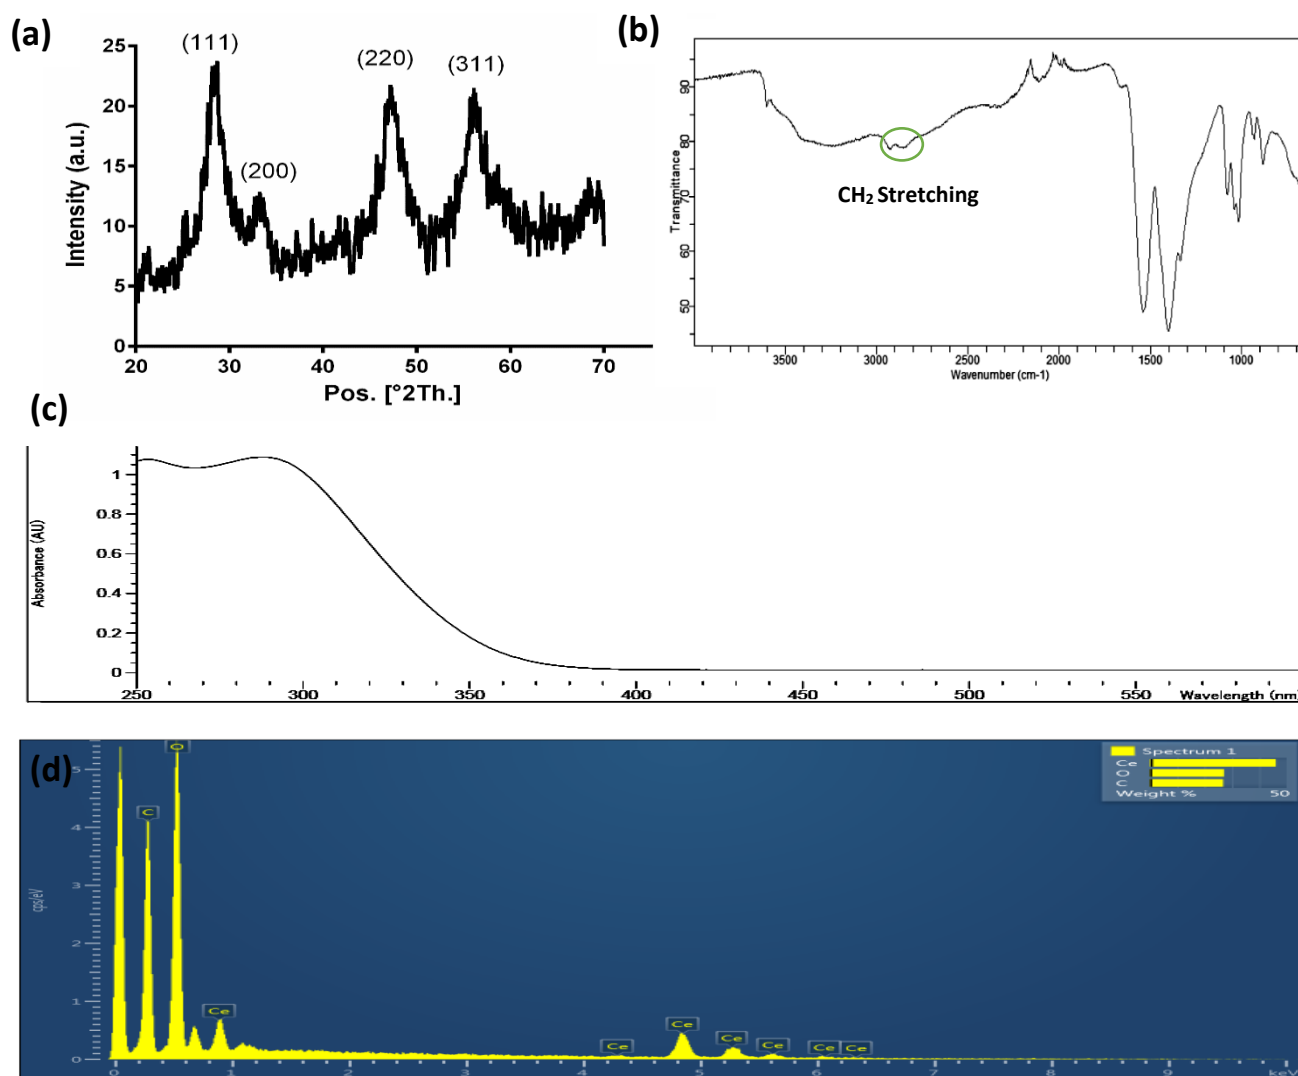 (a)
(111)
(200)
(220)
(311)
25
20
15
10
5
0
Intensity (a.u.)
20 30 40 50 60 70
Pos. [°2Th.]
(b)
90
80
70
60
50
Transmittance
CH₂ Stretching
3500 3000 2500 2000 1500 1000
Wavenumber (cm-1)
(c)
1
0.8
0.6
0.4
0.2
0
Absorbance (AU)
250 300 350 400 450 500 550 Wavelength (nm)
(d)
5
4
3
2
1
0
cps/eV
C
O
Ce
Ce
Ce
Ce
Ce
Ce
Ce
0 1 2 3 4 5 6 7 8 9 keV
Spectrum 1
Ce
O
C
Weight % 50